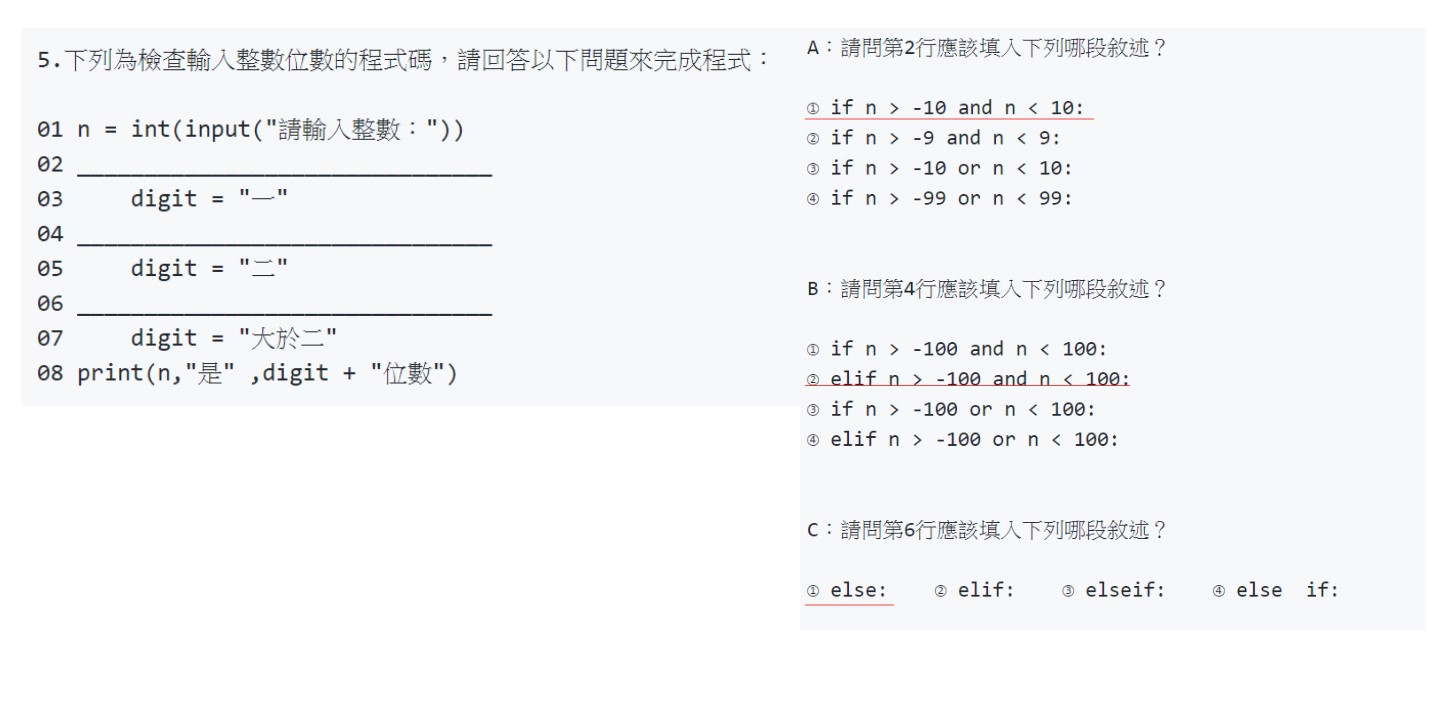 5.下列為檢查輸入整數位數的程式碼，請回答以下問題來完成程式：
01 n = int(input("請輸入整數："))
02 _______________________________
03     digit = "一"
04 _______________________________
05     digit = "二"
06 _______________________________
07     digit = "大於二"
08 print(n,"是" ,digit + "位數")
A：請問第2行應該填入下列哪段敘述？
① if n > -10 and n < 10:
② if n > -9 and n < 9:
③ if n > -10 or n < 10:
④ if n > -99 or n < 99:
B：請問第4行應該填入下列哪段敘述？
① if n > -100 and n < 100:
② elif n > -100 and n < 100:
③ if n > -100 or n < 100:
④ elif n > -100 or n < 100:
C：請問第6行應該填入下列哪段敘述？
① else:    ② elif:    ③ elseif:    ④ else  if: